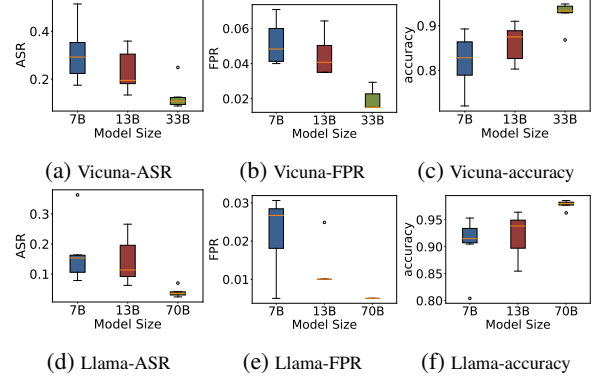 ASR
0.4
0.2
7B 13B 33B
Model Size
(a) Vicuna-ASR
FPR
0.06
0.04
0.02
7B 13B 33B
Model Size
(b) Vicuna-FPR
accuracy
0.9
0.8
7B 13B 33B
Model Size
(c) Vicuna-accuracy
ASR
0.3
0.2
0.1
7B 13B 70B
Model Size
(d) Llama-ASR
FPR
0.03
0.01
7B 13B 70B
Model Size
(e) Llama-FPR
accuracy
0.95
0.90
0.85
0.80
7B 13B 70B
Model Size
(f) Llama-accuracy